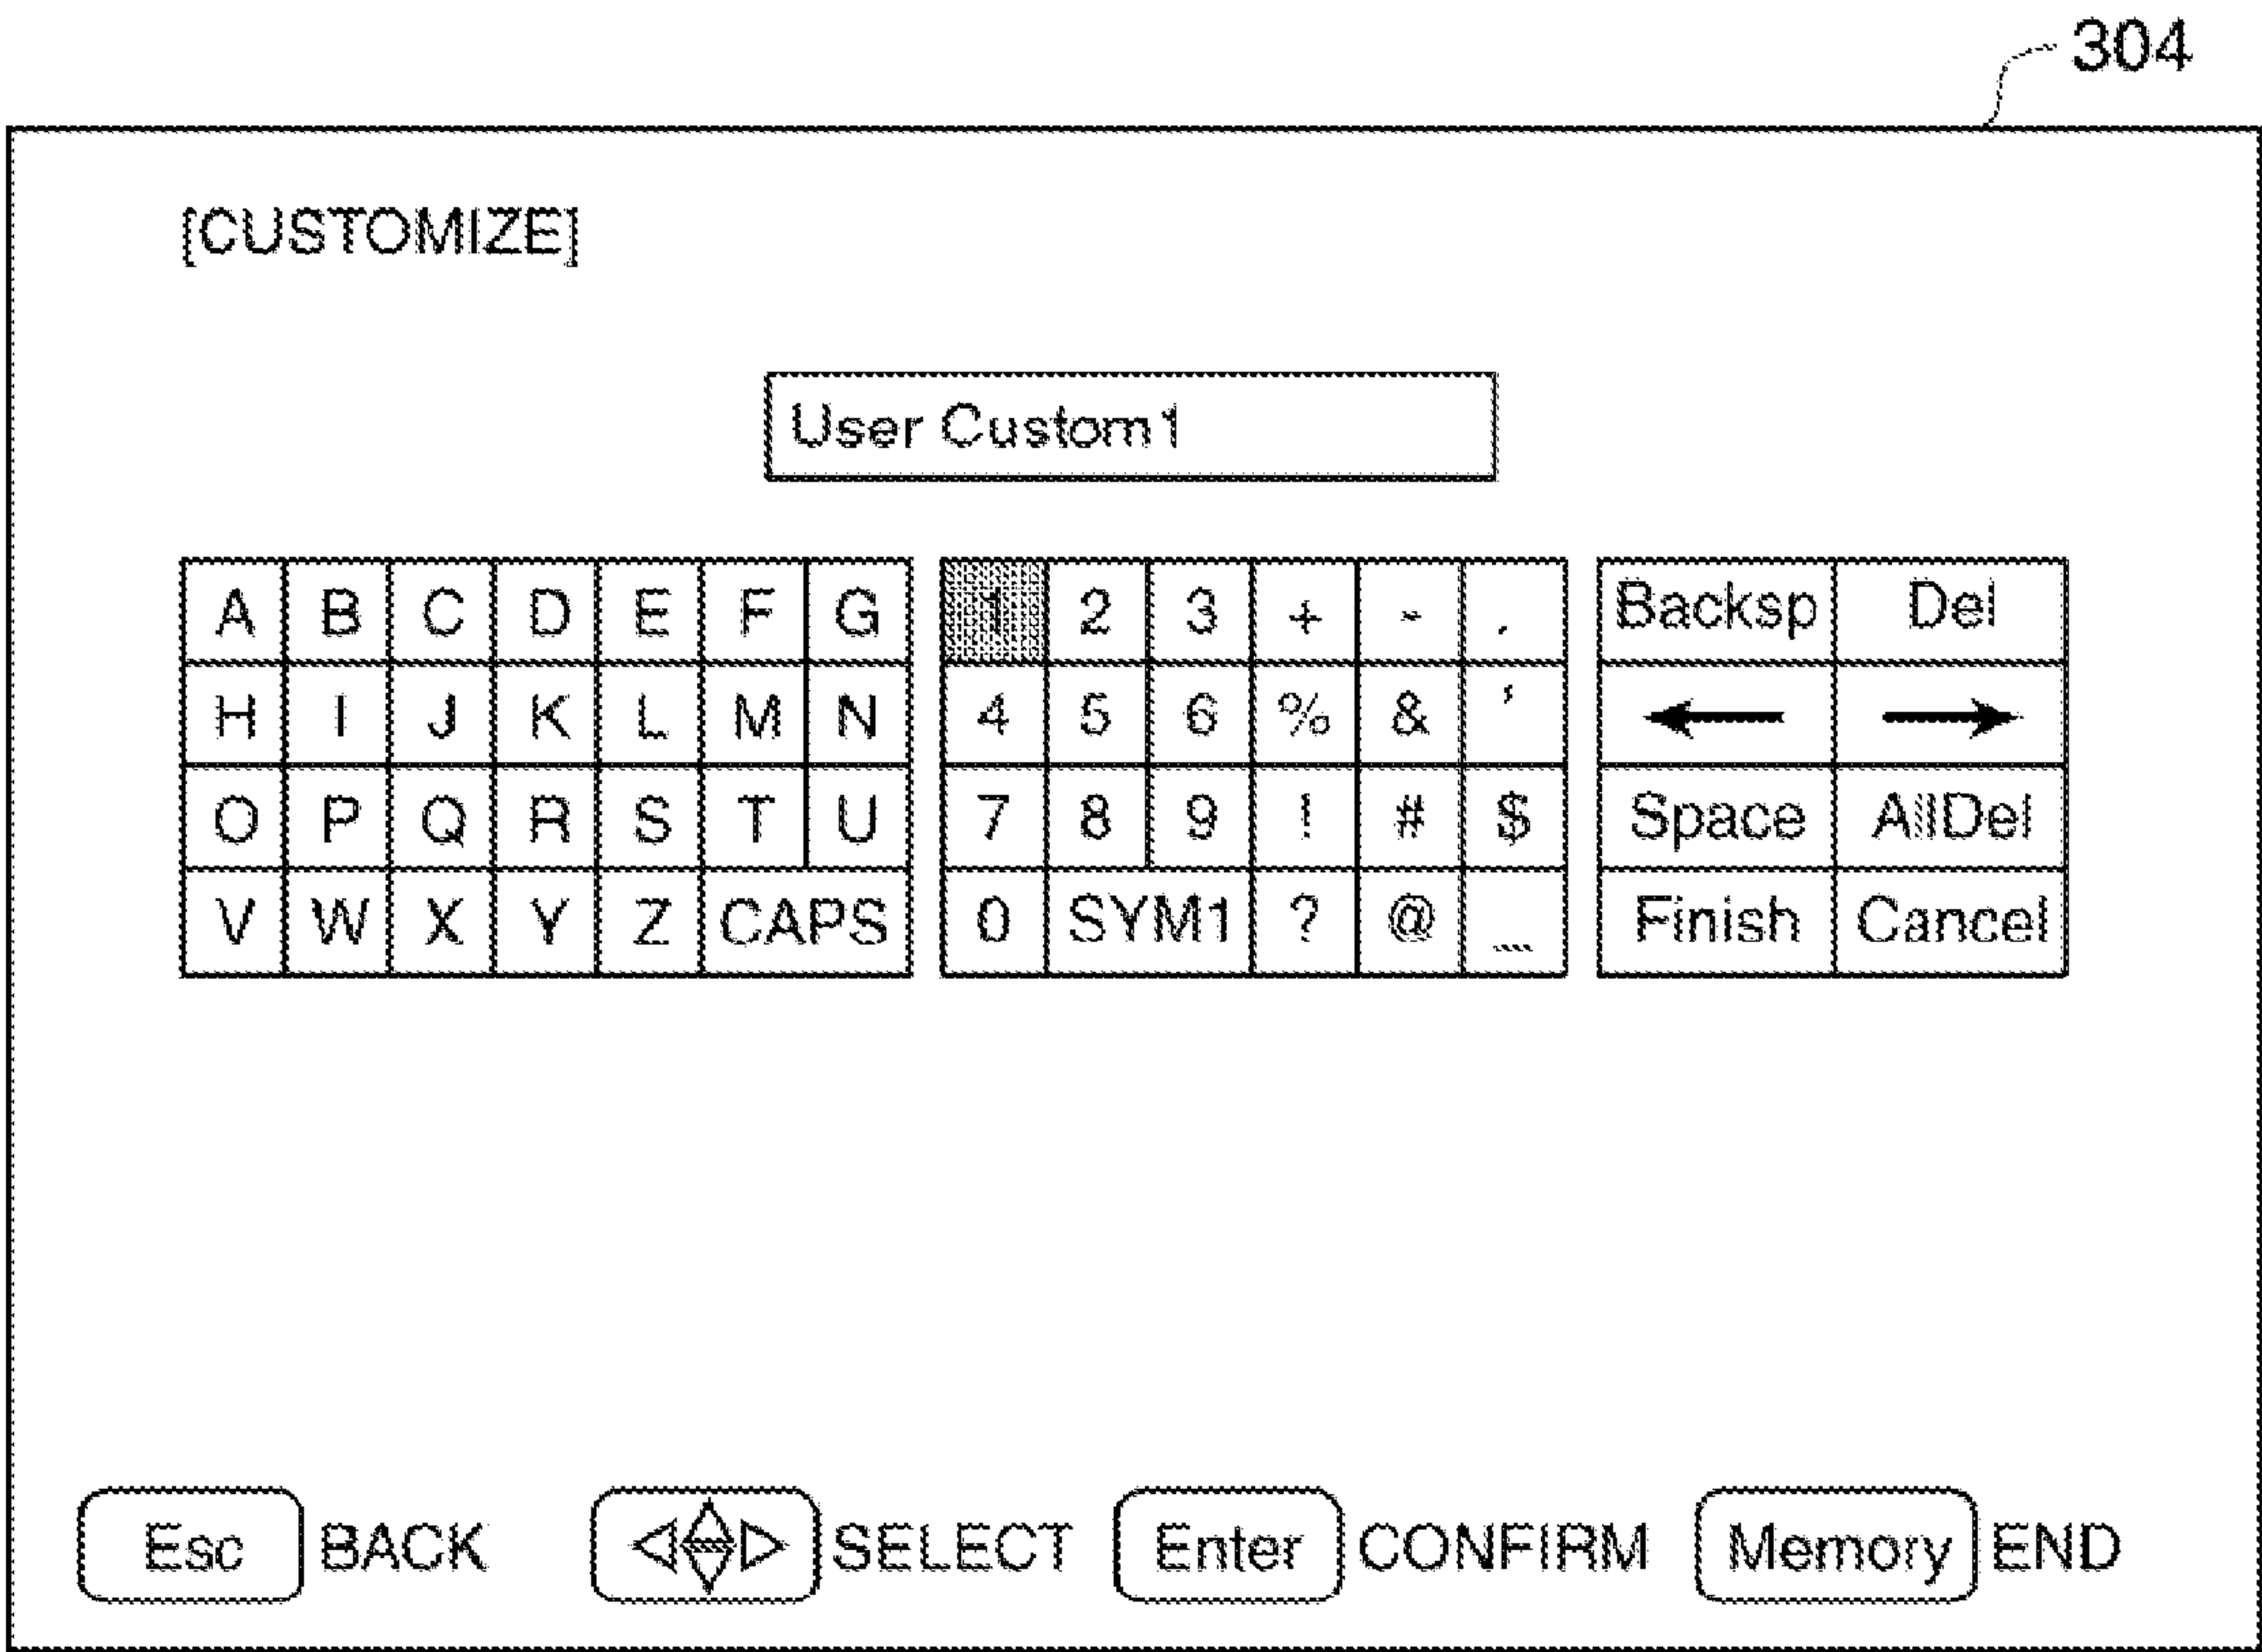 304
[CUSTOMIZE]
User Custom1
A B C D E F G 1 2 3 + - . Backsp Del
H I J K L M N 4 5 6 % & ' ← →
O P Q R S T U 7 8 9 ! # $ Space AllDel
V W X Y Z CAPS 0 SYM1 ? @ _ Finish Cancel
Esc BACK SELECT Enter CONFIRM Memory END